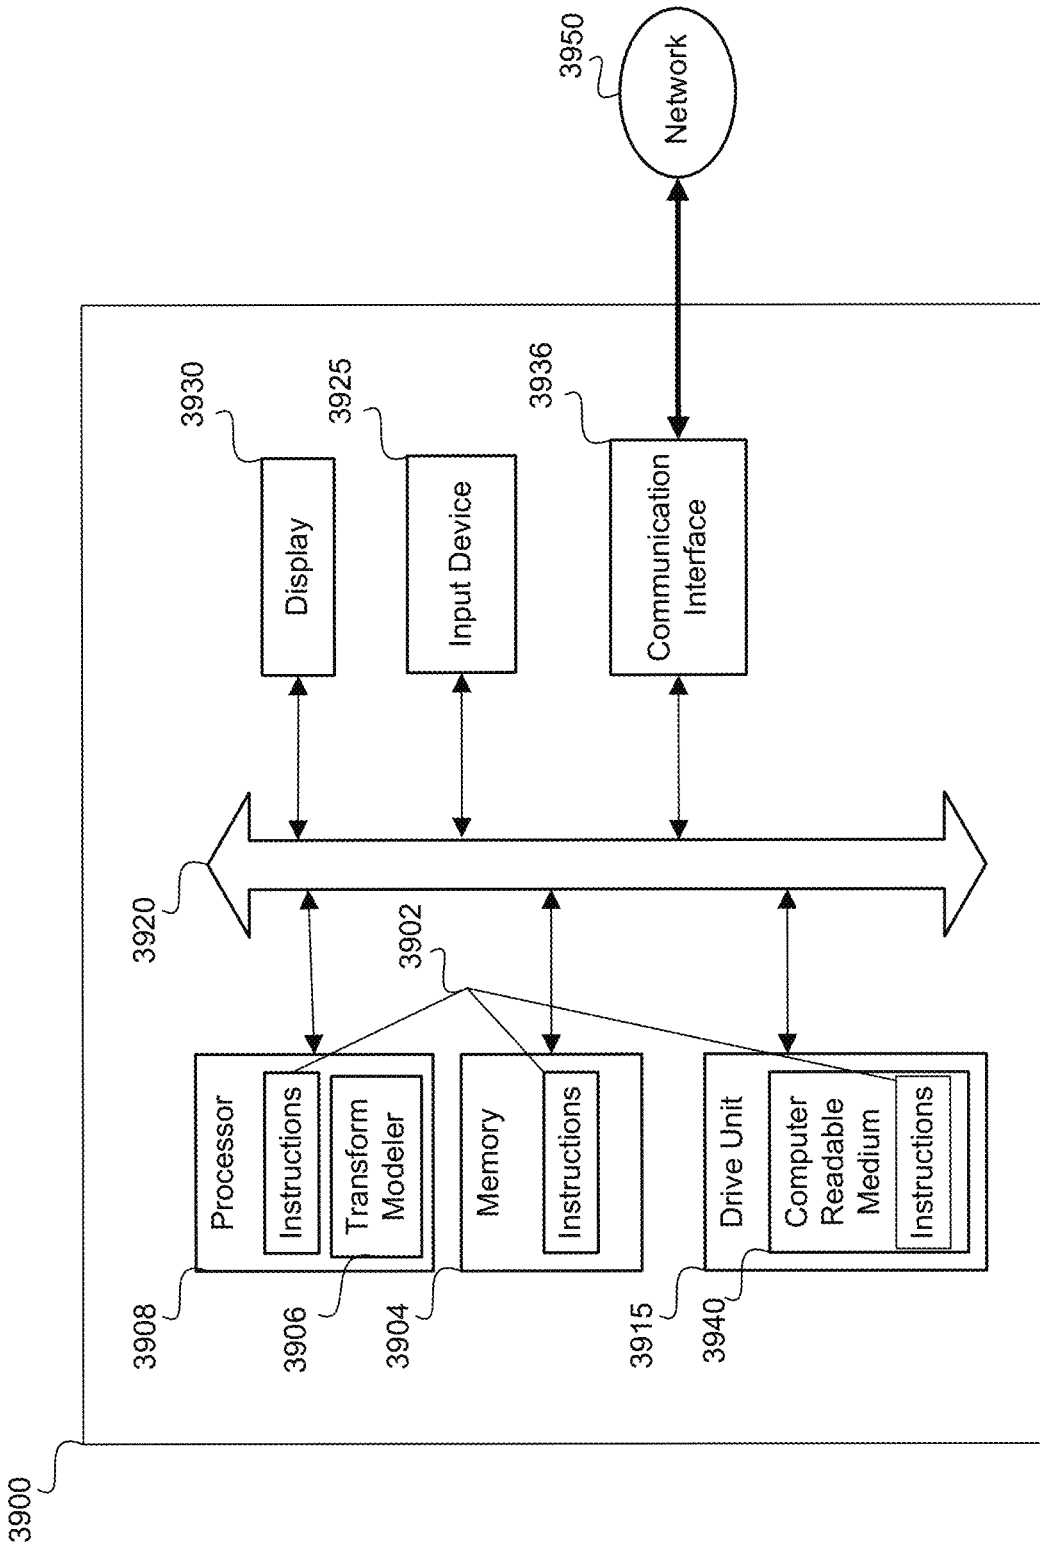 3900
3908
Processor
Instructions
Transform
Modeler
3906
3904
Memory
Instructions
3915
Drive Unit
3940
Computer
Readable
Medium
Instructions
3902
3920
3930
Display
3925
Input Device
3936
Communication
Interface
3950
Network